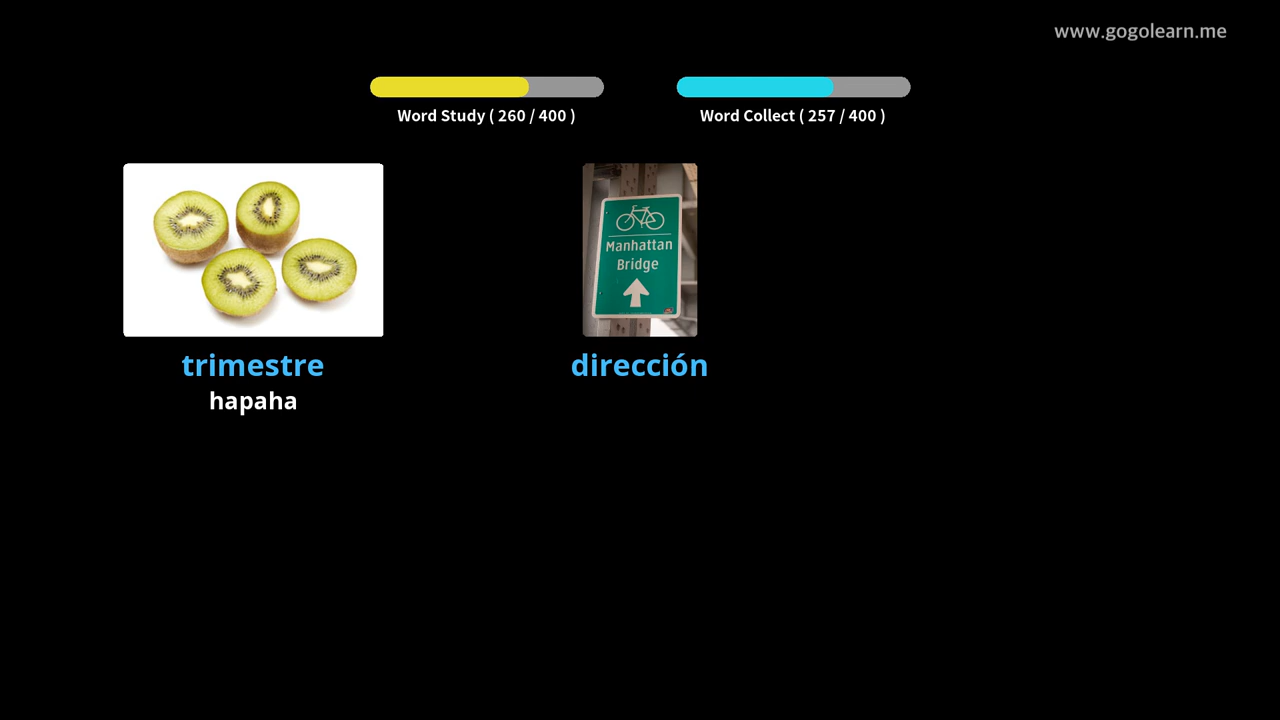 www.gogolearn.me
Word Study ( 260 / 400 )
Word Collect ( 257 / 400 )
Manhattan
Bridge
trimestre
dirección
hapaha